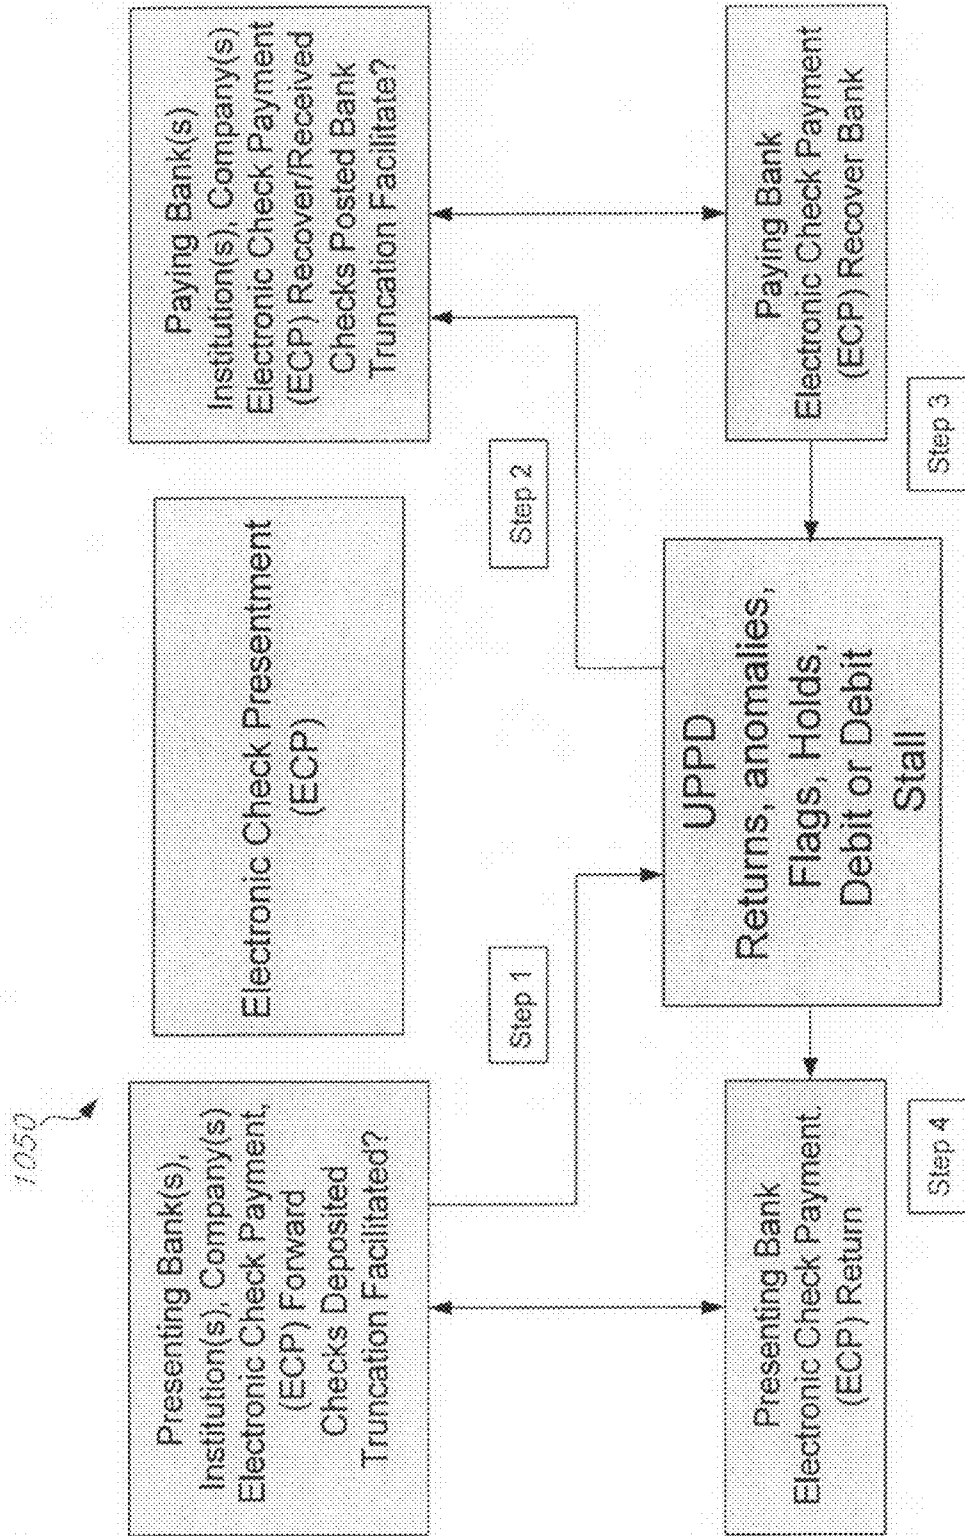 1050
Presenting Bank(s),
Institution(s), Company(s)
Electronic Check Payment,
(ECP) Forward
Checks Deposited
Truncation Facilitated?
Electronic Check Presentment
(ECP)
Paying Bank(s)
Institution(s), Company(s)
Electronic Check Payment
(ECP) Recover/Received
Checks Posted Bank
Truncation Facilitate?
Step 1
Step 2
Presenting Bank
Electronic Check Payment.
(ECP) Return
UPPD
Returns, anomalies,
Flags, Holds,
Debit or Debit
Stall
Paying Bank
Electronic Check Payment
(ECP) Recover Bank
Step 4
Step 3